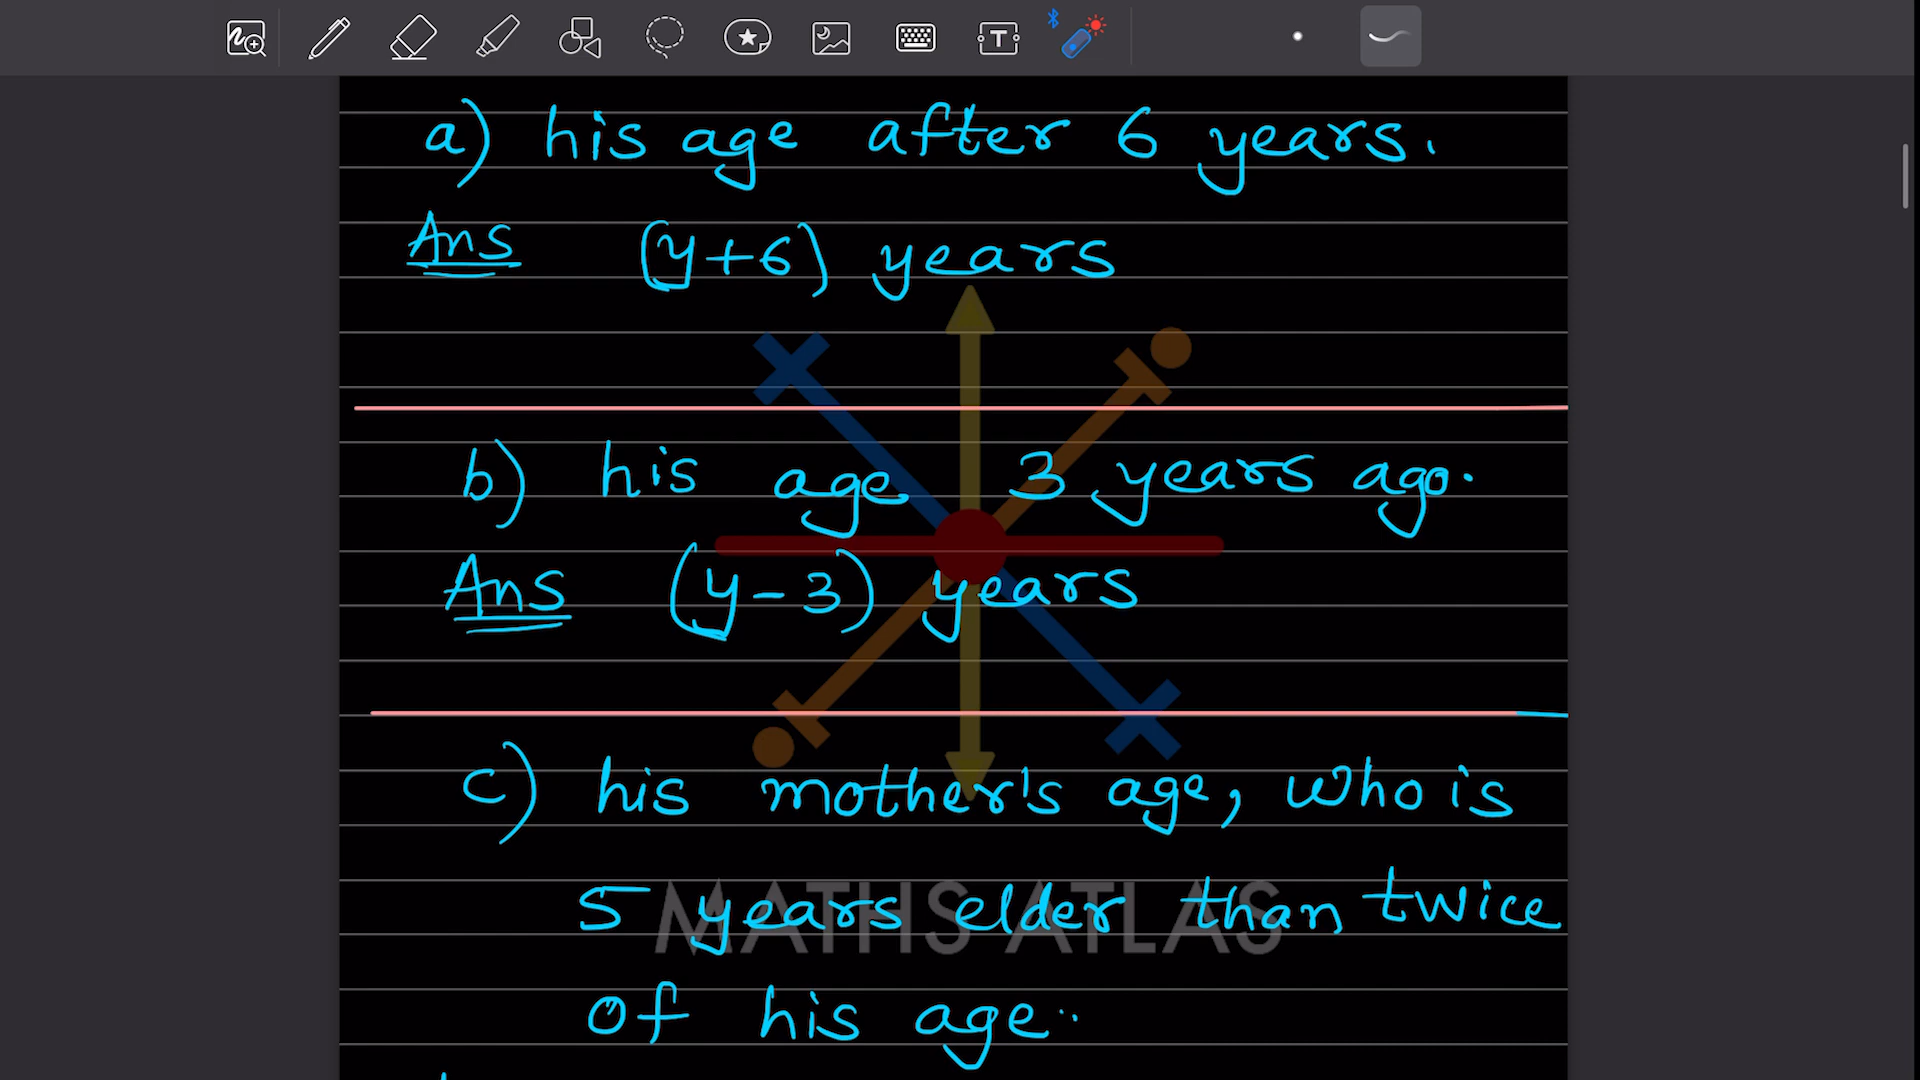 a) his age after 6 years.
Ans (y+6) years
b) his age 3 years ago.
Ans (y-3) years
c) his mother's age, who is
5 years elder than twice
of his age..
MATHS ATLAS